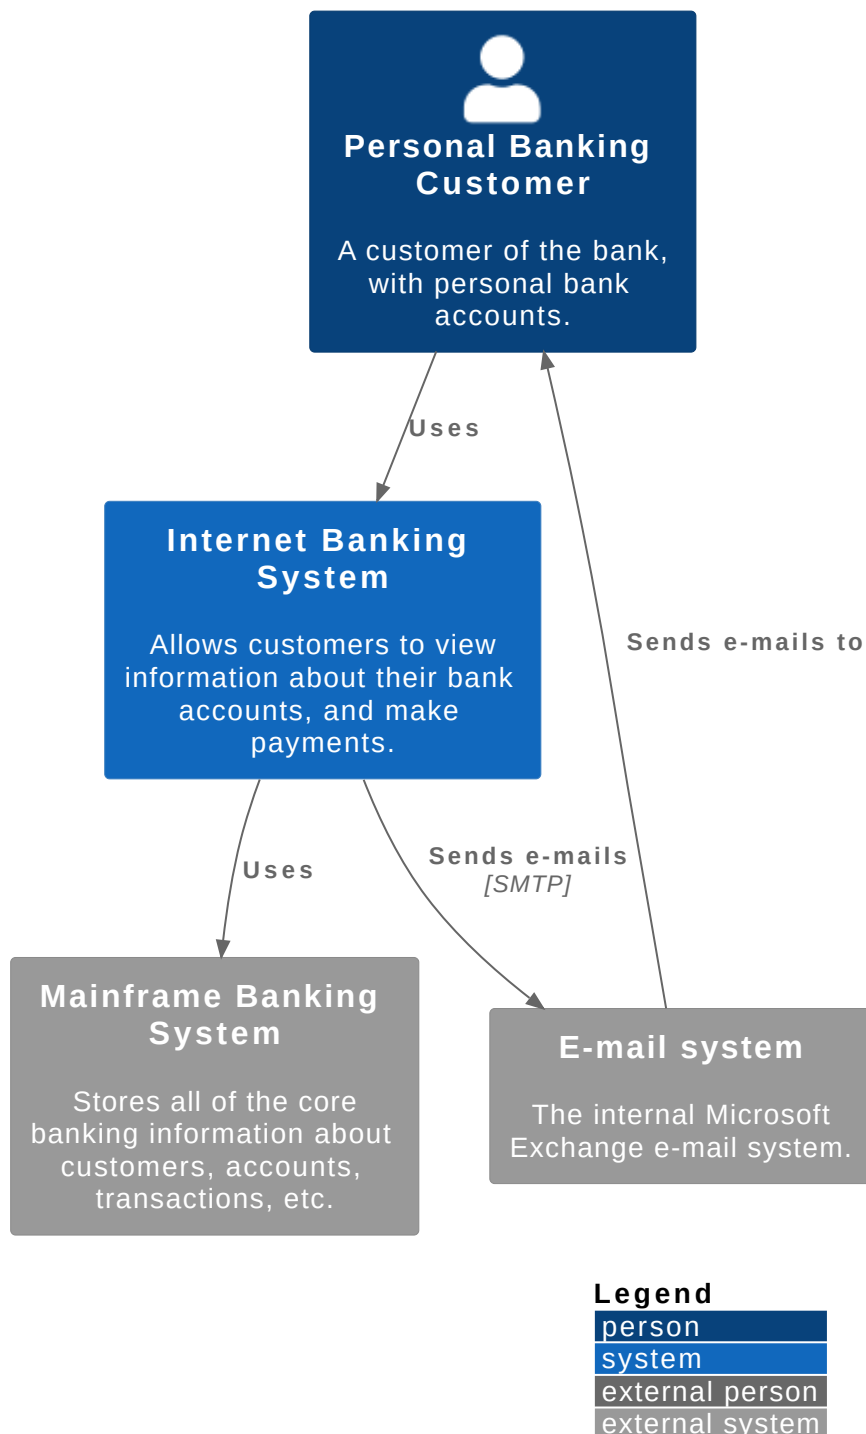 Personal Banking
Customer
A customer of the bank,
with personal bank
accounts.
Uses
Internet Banking
System
Allows customers to view
information about their bank
accounts, and make
payments.
Sends e-mails to
Uses
Sends e-mails
[SMTP]
Mainframe Banking
System
Stores all of the core
banking information about
customers, accounts,
transactions, etc.
E-mail system
The internal Microsoft
Exchange e-mail system.
Legend
person
system
external person
external system